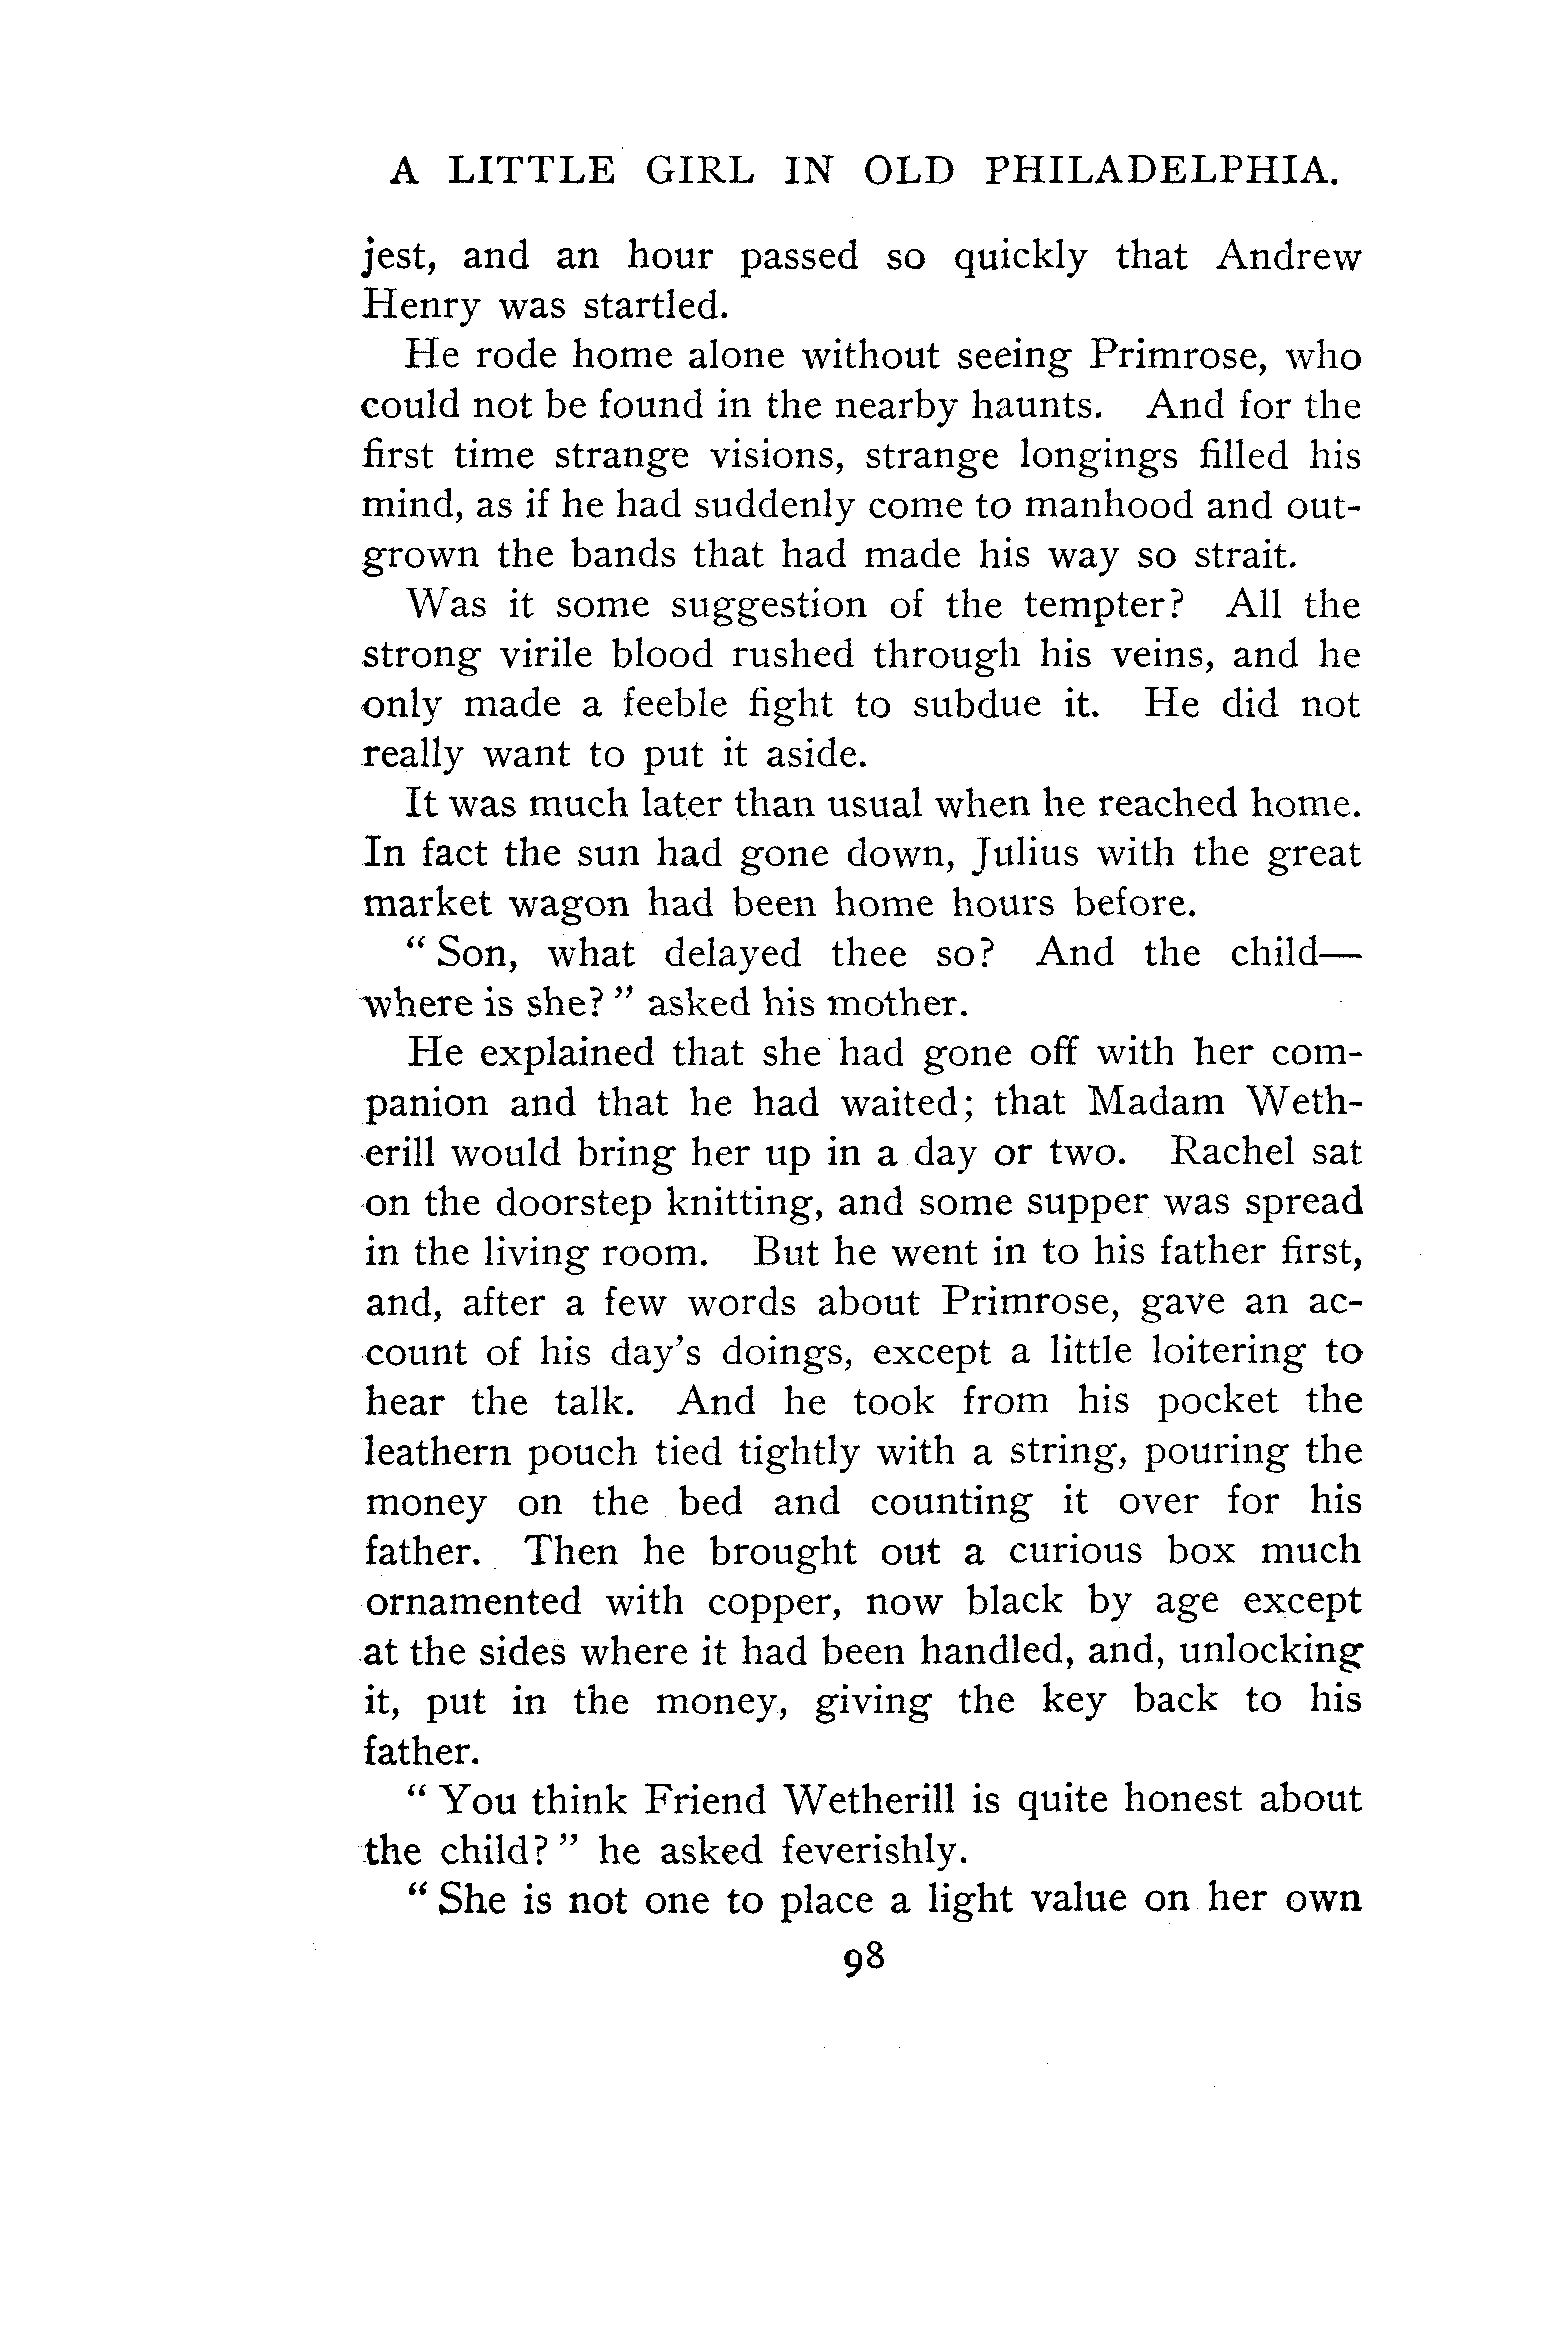 A LITTLE GIRL IN OLD PHILADELPHIA.
jest, and an hour passed so quickly that Andrew
Henry was startled.
He rode home alone without seeing Primrose, who
could not be found in the nearby haunts. And for the
first time strange visions, strange longings filled his
mind, as if he had suddenly come to manhood and out-
grown the bands that had made his way so strait.
Was it some suggestion of the tempter? All the
strong virile blood rushed through his veins, and he
only made a feeble fight to subdue it. He did not
really want to put it aside.
It was much later than usual when he reached home.
In fact the sun had gone down, Julius with the great
market wagon had been home hours before.
“ Son, what delayed thee so? And the child—
where is she? ” asked his mother.
He explained that she had gone off with her com-
panion and that he had waited; that Madam Weth-
erill would bring her up in a day or two. Rachel sat
on the doorstep knitting, and some supper was spread
in the living room. But he went in to his father first,
and, after a few words about Primrose, gave an ac-
count of his day’s doings, except a little loitering to
hear the talk. And he took from his pocket the
leathern pouch tied tightly with a string, pouring the
money on the bed and counting it over for his
father. Then he brought out a curious box much
ornamented with copper, now black by age except
at the sides where it had been handled, and, unlocking
it, put in the money, giving the key back to his
father.
“ You think Friend Wetherill is quite honest about
the child? ” he asked feverishly.
“ She is not one to place a light value on her own
98